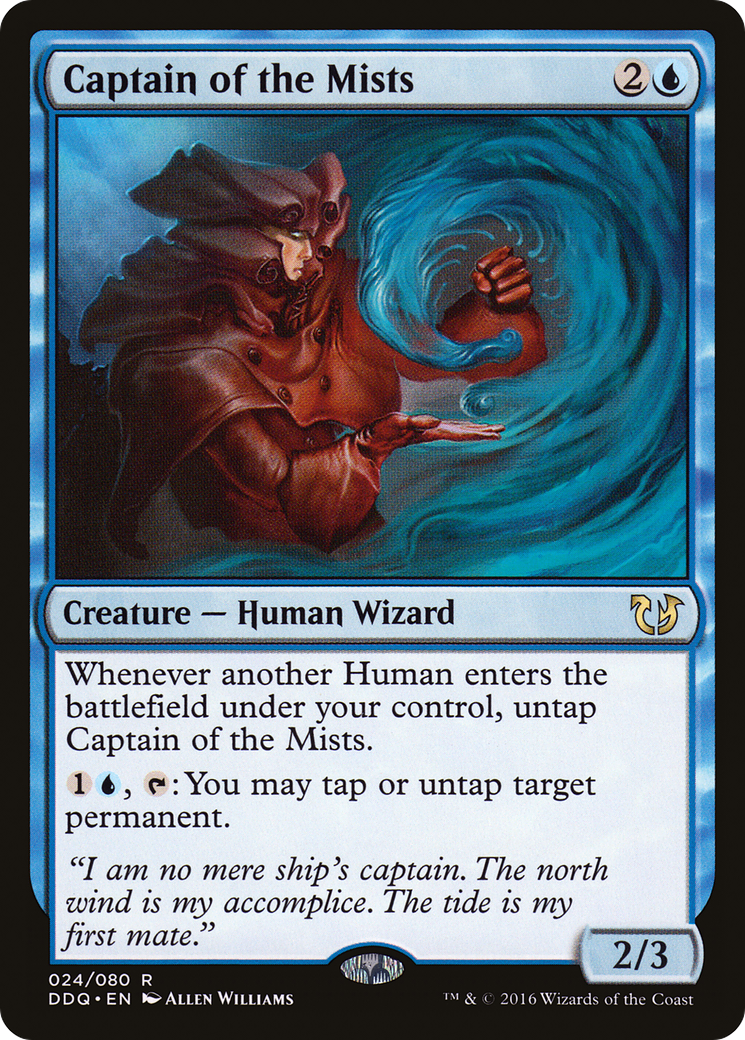 Captain of the Mists 2
Creature — Human Wizard
Whenever another Human enters the
battlefield under your control, untap
Captain of the Mists.
1, : You may tap or untap target
permanent.
“I am no mere ship’s captain. The north
wind is my accomplice. The tide is my
first mate.”
2/3
024/080 R
DDQ • EN ALLEN WILLIAMS
™ & © 2016 Wizards of the Coast